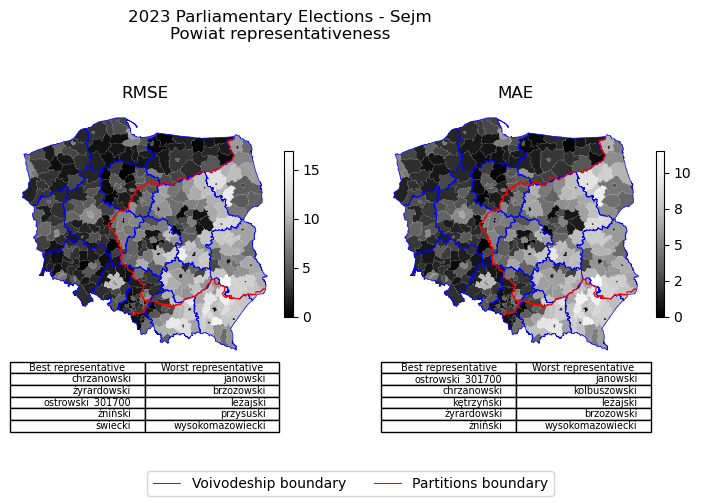 2023 Parliamentary Elections - Sejm
Powiat representativeness
RMSE
MAE
15
10
5
0
10
8
5
2
0
Best representative Worst representative
chrzanowski janowski
żyrardowski brzozowski
ostrowski_301700 leżajski
żniński przysuski
świecki wysokomazowiecki
Best representative Worst representative
ostrowski_301700 janowski
chrzanowski kolbuszowski
kętrzyński leżajski
żyrardowski brzozowski
żniński wysokomazowiecki
Voivodeship boundary Partitions boundary